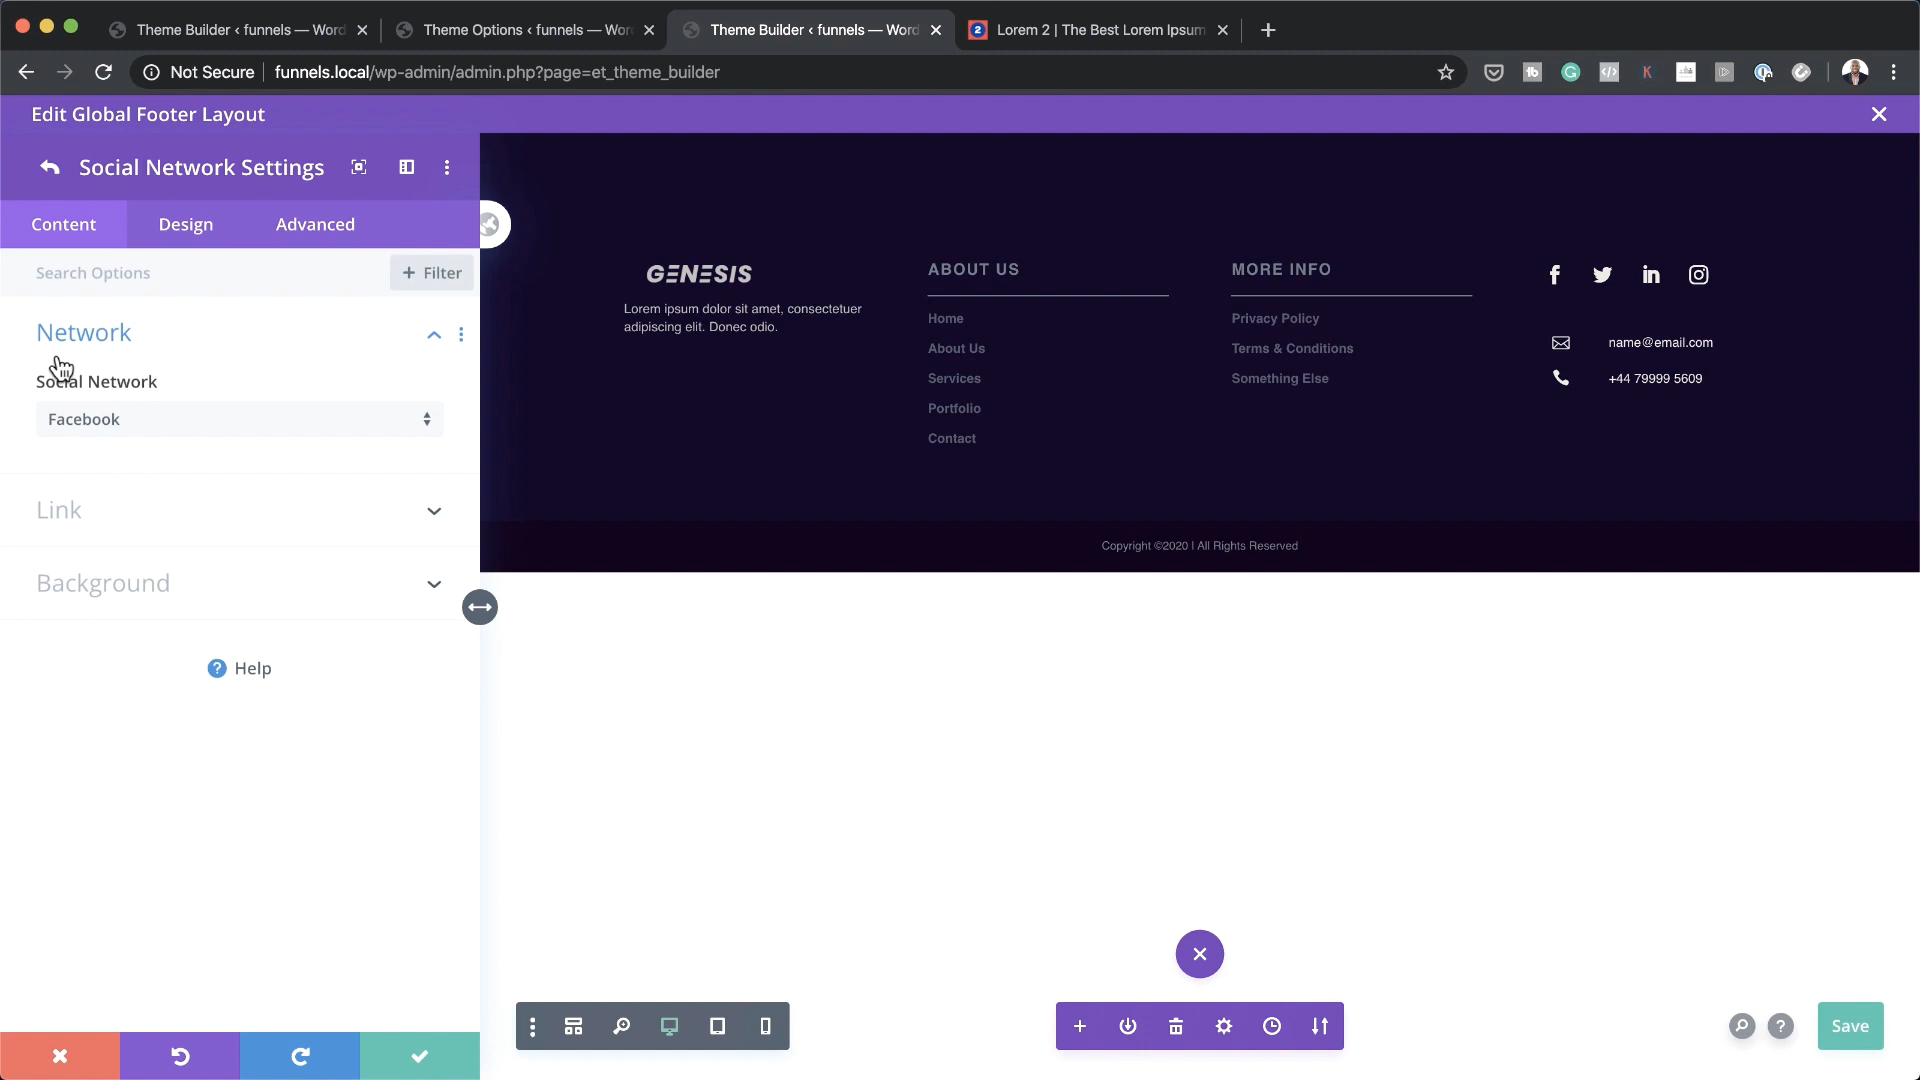 Theme Builder ‹ funnels — Word
Theme Options ‹ funnels — Wor
Theme Builder ‹ funnels — Word
2
Lorem 2 | The Best Lorem Ipsum
Not Secure
funnels.local/wp-admin/admin.php?page=et_theme_builder
Edit Global Footer Layout
Social Network Settings
Content
Design
Advanced
Search Options
+ Filter
Network
Social Network
Facebook
Link
Background
? Help
GENESIS
Lorem ipsum dolor sit amet, consectetuer
adipiscing elit. Donec odio.
ABOUT US
Home
About Us
Services
Portfolio
Contact
MORE INFO
Privacy Policy
Terms & Conditions
Something Else
name@email.com
+44 79999 5609
Copyright ©2020 | All Rights Reserved
?
Save